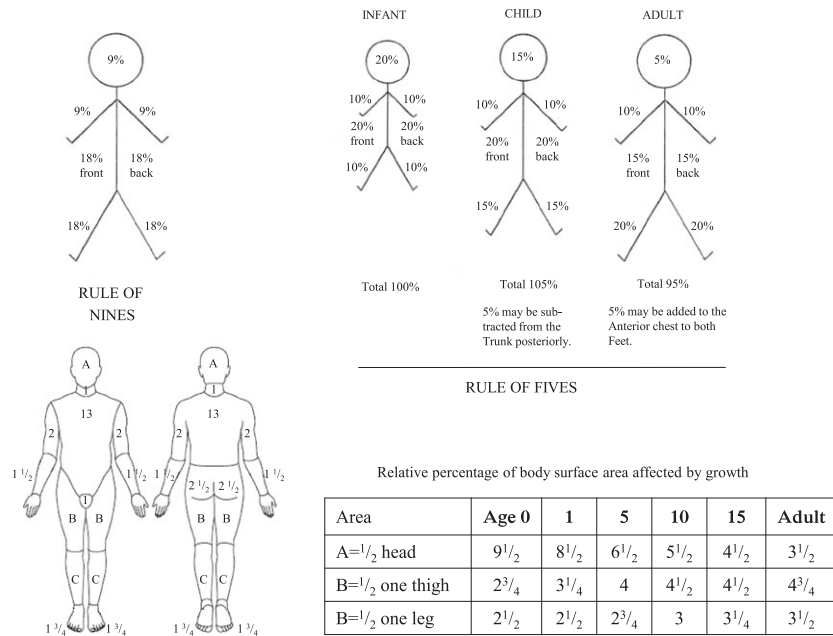 INFANT CHILD ADULT
9%
9% 9%
18% 18%
front back
18% 18%
RULE OF
NINES
20%
10% 10%
20% 20%
front back
10% 10%
Total 100%
15%
10% 10%
20% 20%
front back
15% 15%
Total 105%
5% may be sub-
tracted from the
Trunk posteriorly.
5%
10% 10%
15% 15%
front back
20% 20%
Total 95%
5% may be added to the
Anterior chest to both
Feet.
RULE OF FIVES
A A
1 1
13 13
2 2 2 2
1 1/2 1 1/2 1 1/2 1 1/2
1 2 1/2 2 1/2
B B B B
C C C C
1 3/4 1 3/4 1 3/4 1 3/4
Relative percentage of body surface area affected by growth
Area Age 0 1 5 10 15 Adult
A=1/2 head 9 1/2 8 1/2 6 1/2 5 1/2 4 1/2 3 1/2
B=1/2 one thigh 2 3/4 3 1/4 4 4 1/2 4 1/2 4 3/4
B=1/2 one leg 2 1/2 2 1/2 2 3/4 3 3 1/4 3 1/2